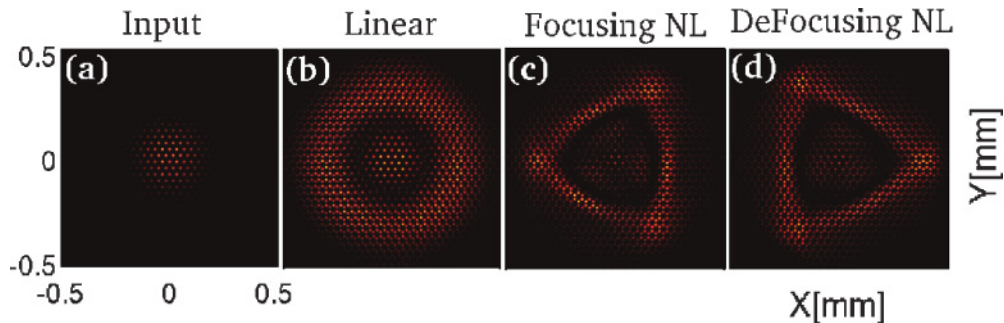 Input Linear Focusing NL DeFocusing NL
(a) (b) (c) (d)
0.5
0
-0.5
-0.5 0 0.5
X[mm]
Y[mm]